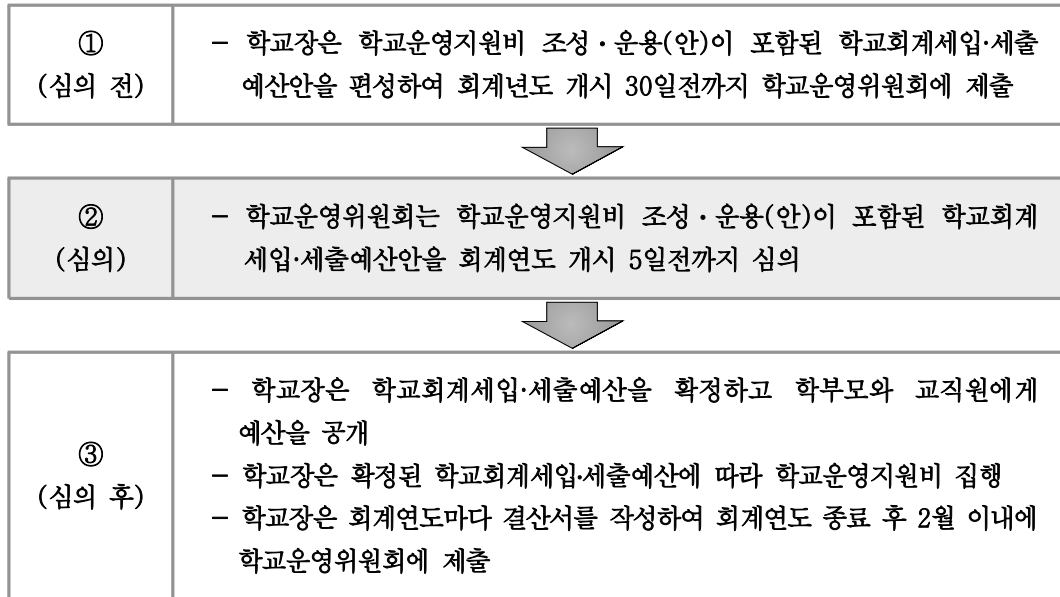 ①
(심의 전)
– 학교장은 학교운영지원비 조성·운용(안)이 포함된 학교회계세입·세출
예산안을 편성하여 회계년도 개시 30일전까지 학교운영위원회에 제출
②
(심의)
– 학교운영위원회는 학교운영지원비 조성·운용(안)이 포함된 학교회계
세입·세출예산안을 회계연도 개시 5일전까지 심의
③
(심의 후)
– 학교장은 학교회계세입·세출예산을 확정하고 학부모와 교직원에게
예산을 공개
– 학교장은 확정된 학교회계세입·세출예산에 따라 학교운영지원비 집행
– 학교장은 회계연도마다 결산서를 작성하여 회계연도 종료 후 2월 이내에
학교운영위원회에 제출